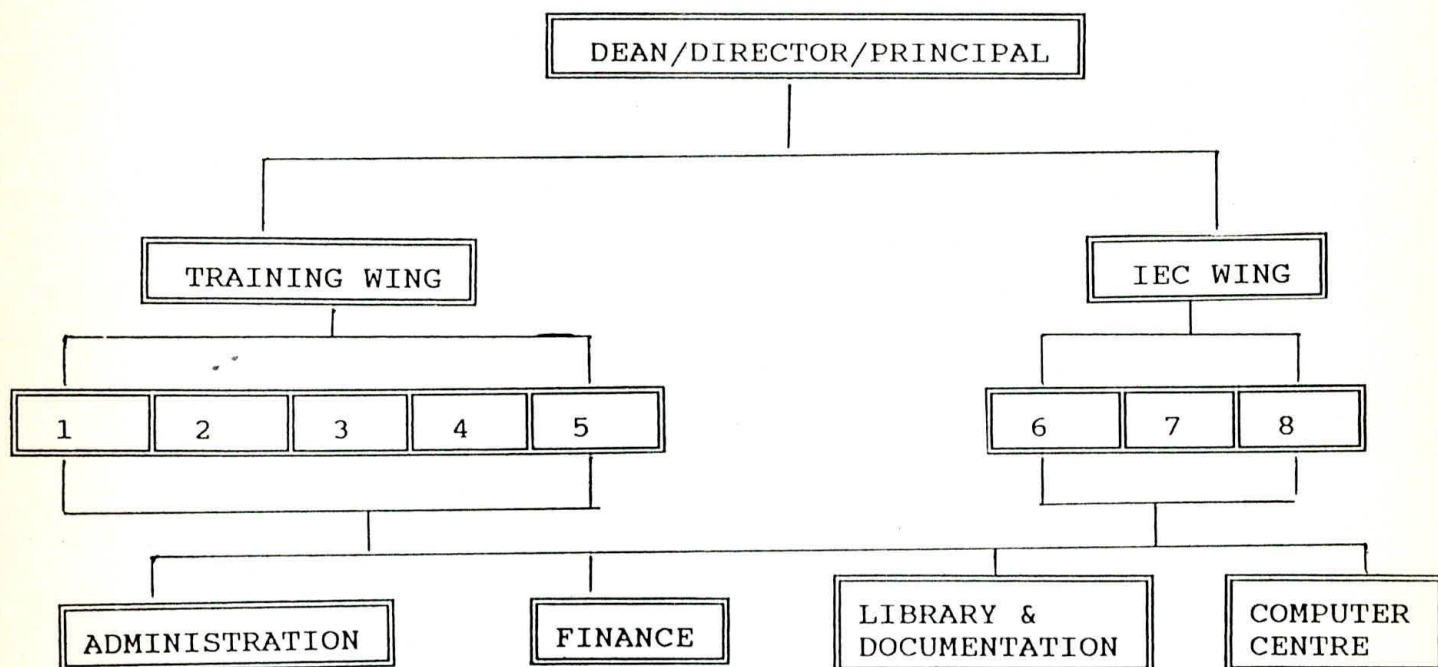 DEAN/DIRECTOR/PRINCIPAL
TRAINING WING
IEC WING
1 2 3 4 5
6 7 8
ADMINISTRATION
FINANCE
LIBRARY &
DOCUMENTATION
COMPUTER
CENTRE